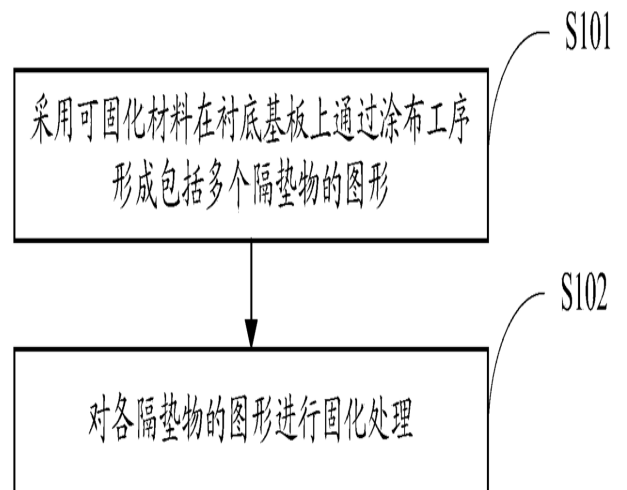 S101
采用可固化材料在衬底基板上通过涂布工序
形成包括多个隔垫物的图形
S102
对各隔垫物的图形进行固化处理